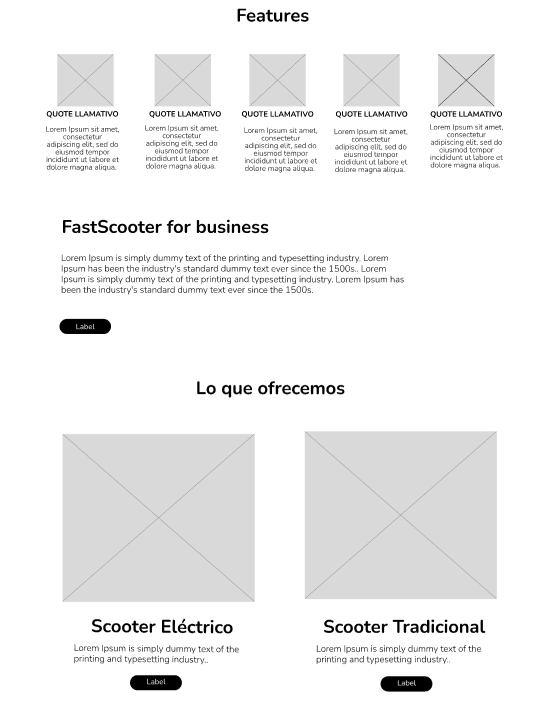 Features
QUOTE LLAMATIVO
Lorem Ipsum sit amet,
consectetur
adipiscing elit, sed do
eiusmod tempor
incididunt ut labore et
dolore magna aliqua.
QUOTE LLAMATIVO
Lorem Ipsum sit amet,
consectetur
adipiscing elit, sed do
eiusmod tempor
incididunt ut labore et
dolore magna aliqua.
QUOTE LLAMATIVO
Lorem Ipsum sit amet,
consectetur
adipiscing elit, sed do
eiusmod tempor
incididunt ut labore et
dolore magna aliqua.
QUOTE LLAMATIVO
Lorem Ipsum sit amet,
consectetur
adipiscing elit, sed do
eiusmod tempor
incididunt ut labore et
dolore magna aliqua.
QUOTE LLAMATIVO
Lorem Ipsum sit amet,
consectetur
adipiscing elit, sed do
eiusmod tempor
incididunt ut labore et
dolore magna aliqua.
FastScooter for business
Lorem Ipsum is simply dummy text of the printing and typesetting industry. Lorem
Ipsum has been the industry's standard dummy text ever since the 1500s.. Lorem
Ipsum is simply dummy text of the printing and typesetting industry. Lorem Ipsum has
been the industry's standard dummy text ever since the 1500s.
Label
Lo que ofrecemos
Scooter Eléctrico
Lorem Ipsum is simply dummy text of the
printing and typesetting industry..
Label
Scooter Tradicional
Lorem Ipsum is simply dummy text of the
printing and typesetting industry..
Label